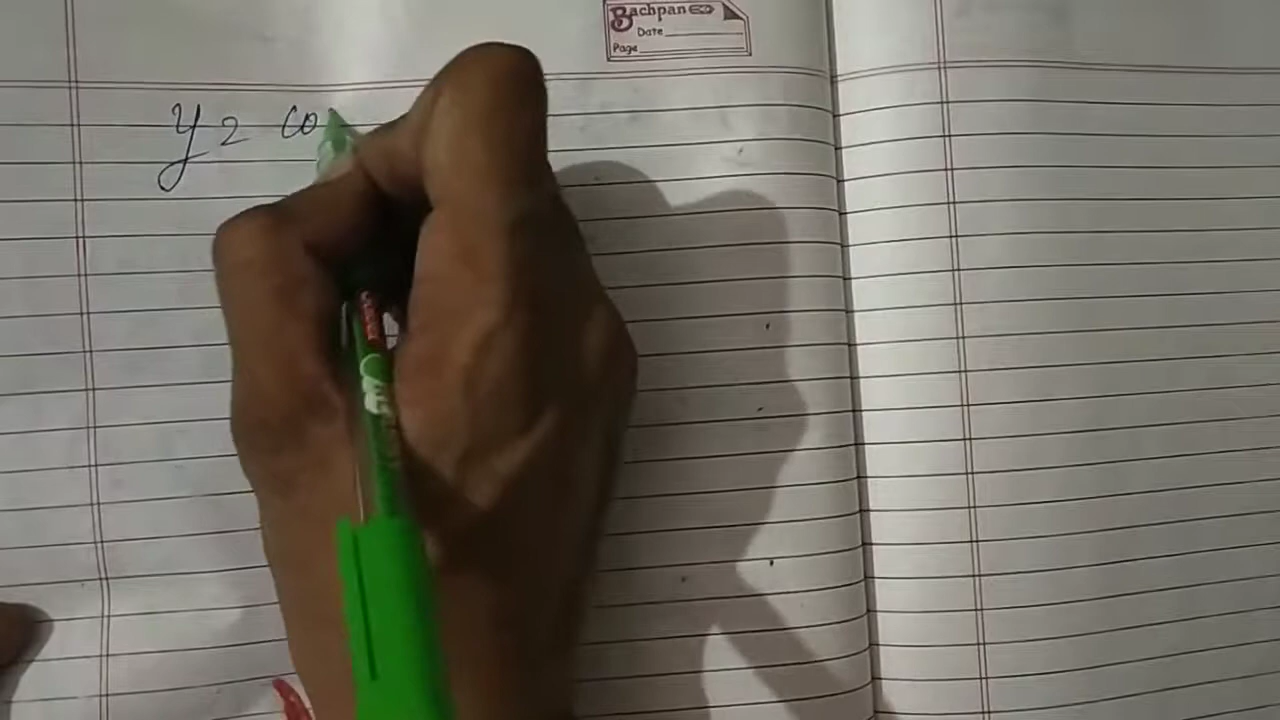 Bachpan
Date
Page
y = co